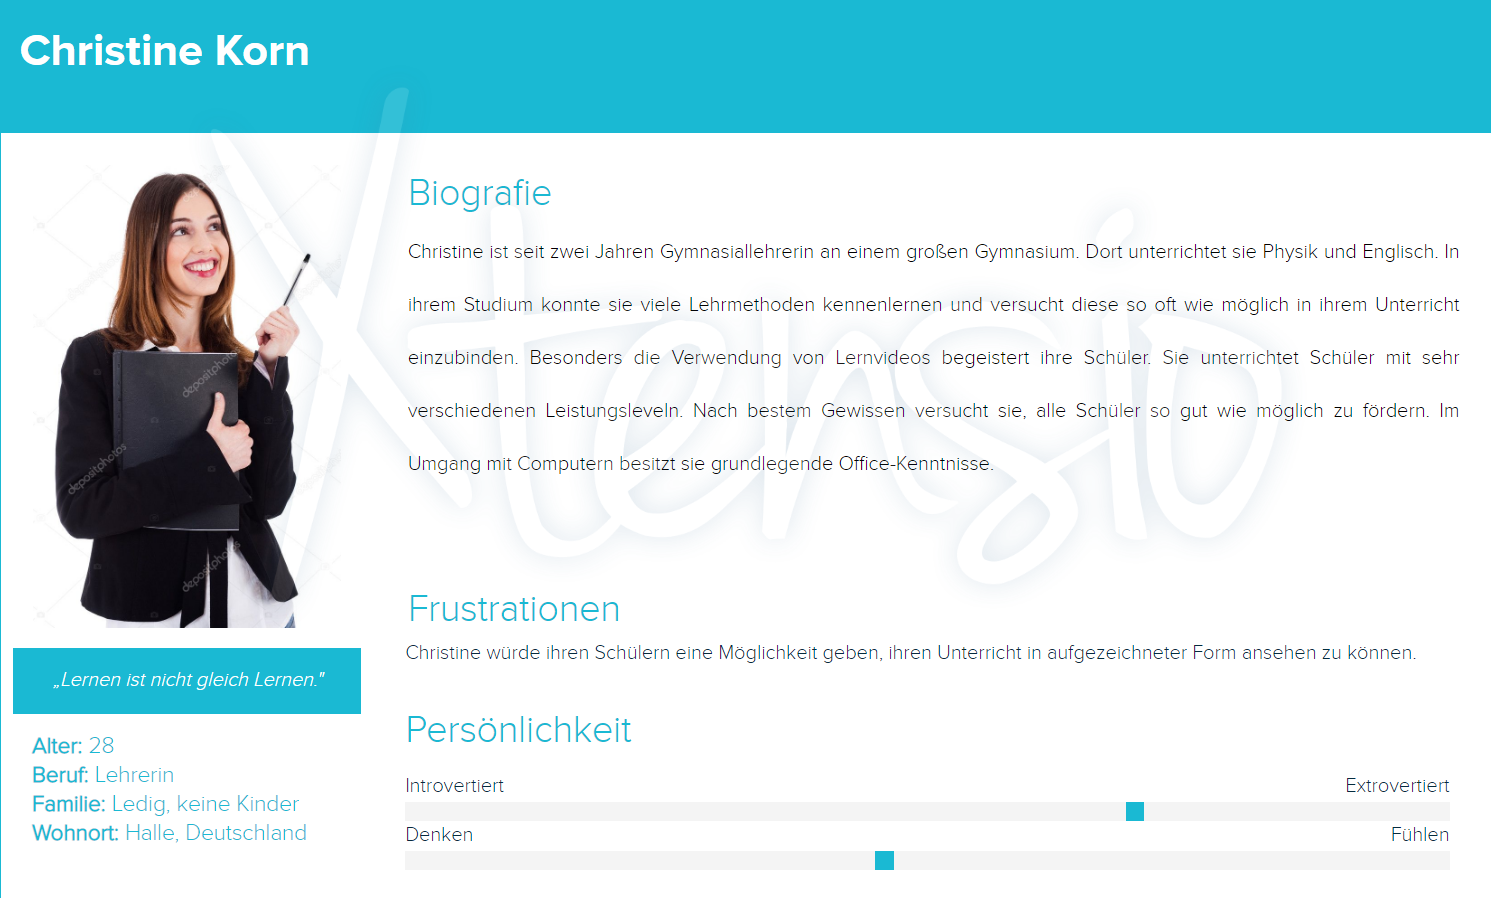 Christine Korn
Xtensio
Biografie
Christine ist seit zwei Jahren Gymnasiallehrerin an einem großen Gymnasium. Dort unterrichtet sie Physik und Englisch. In
ihrem Studium konnte sie viele Lehrmethoden kennenlernen und versucht diese so oft wie möglich in ihrem Unterricht
einzubinden. Besonders die Verwendung von Lernvideos begeistert ihre Schüler. Sie unterrichtet Schüler mit sehr
verschiedenen Leistungsleveln. Nach bestem Gewissen versucht sie, alle Schüler so gut wie möglich zu fördern. Im
Umgang mit Computern besitzt sie grundlegende Office-Kenntnisse.
depositphotos
depositphotos
depositphotos
Frustrationen
Christine würde ihren Schülern eine Möglichkeit geben, ihren Unterricht in aufgezeichneter Form ansehen zu können.
„Lernen ist nicht gleich Lernen."
Alter: 28
Beruf: Lehrerin
Familie: Ledig, keine Kinder
Wohnort: Halle, Deutschland
Persönlichkeit
Introvertiert Extrovertiert
Denken Fühlen